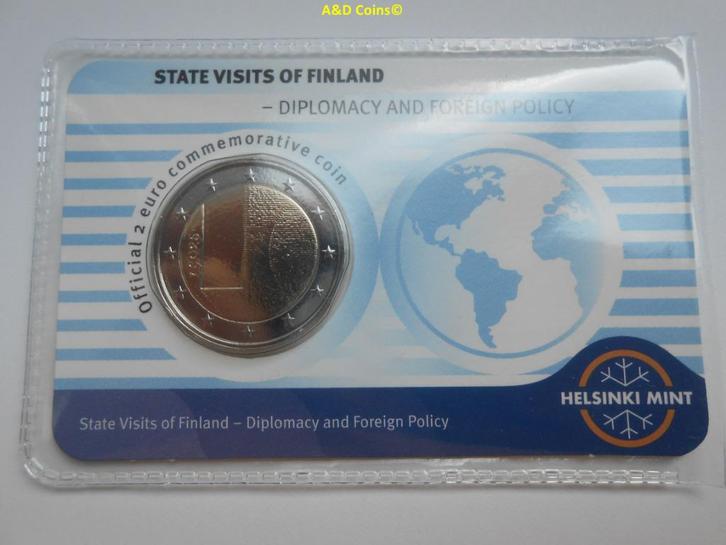 A&D Coins©
STATE VISITS OF FINLAND
– DIPLOMACY AND FOREIGN POLICY
Official 2 euro commemorative coin
HELSINKI MINT
State Visits of Finland – Diplomacy and Foreign Policy